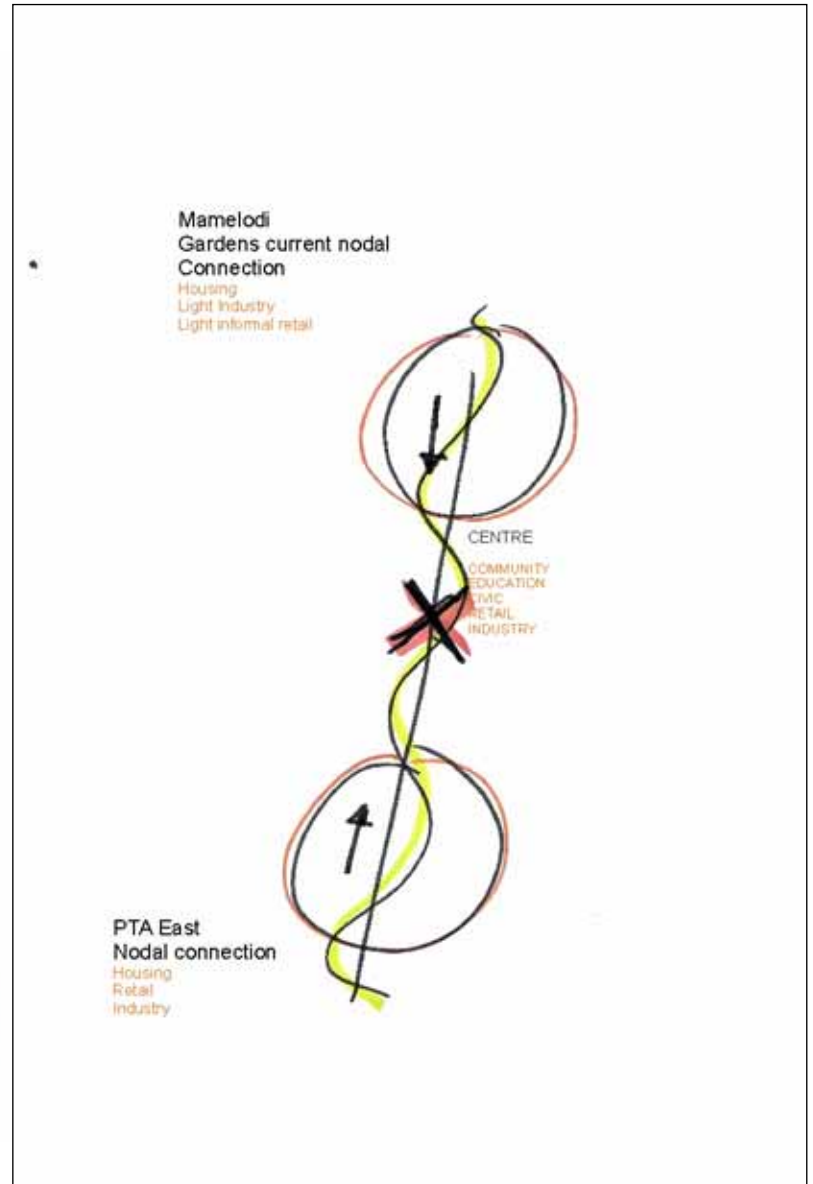 Mamelodi
Gardens current nodal
Connection
Housing
Light Industry
Light informal retail
CENTRE
COMMUNITY
EDUCATION
CIVIC
RETAIL
INDUSTRY
PTA East
Nodal connection
Housing
Retail
Industry